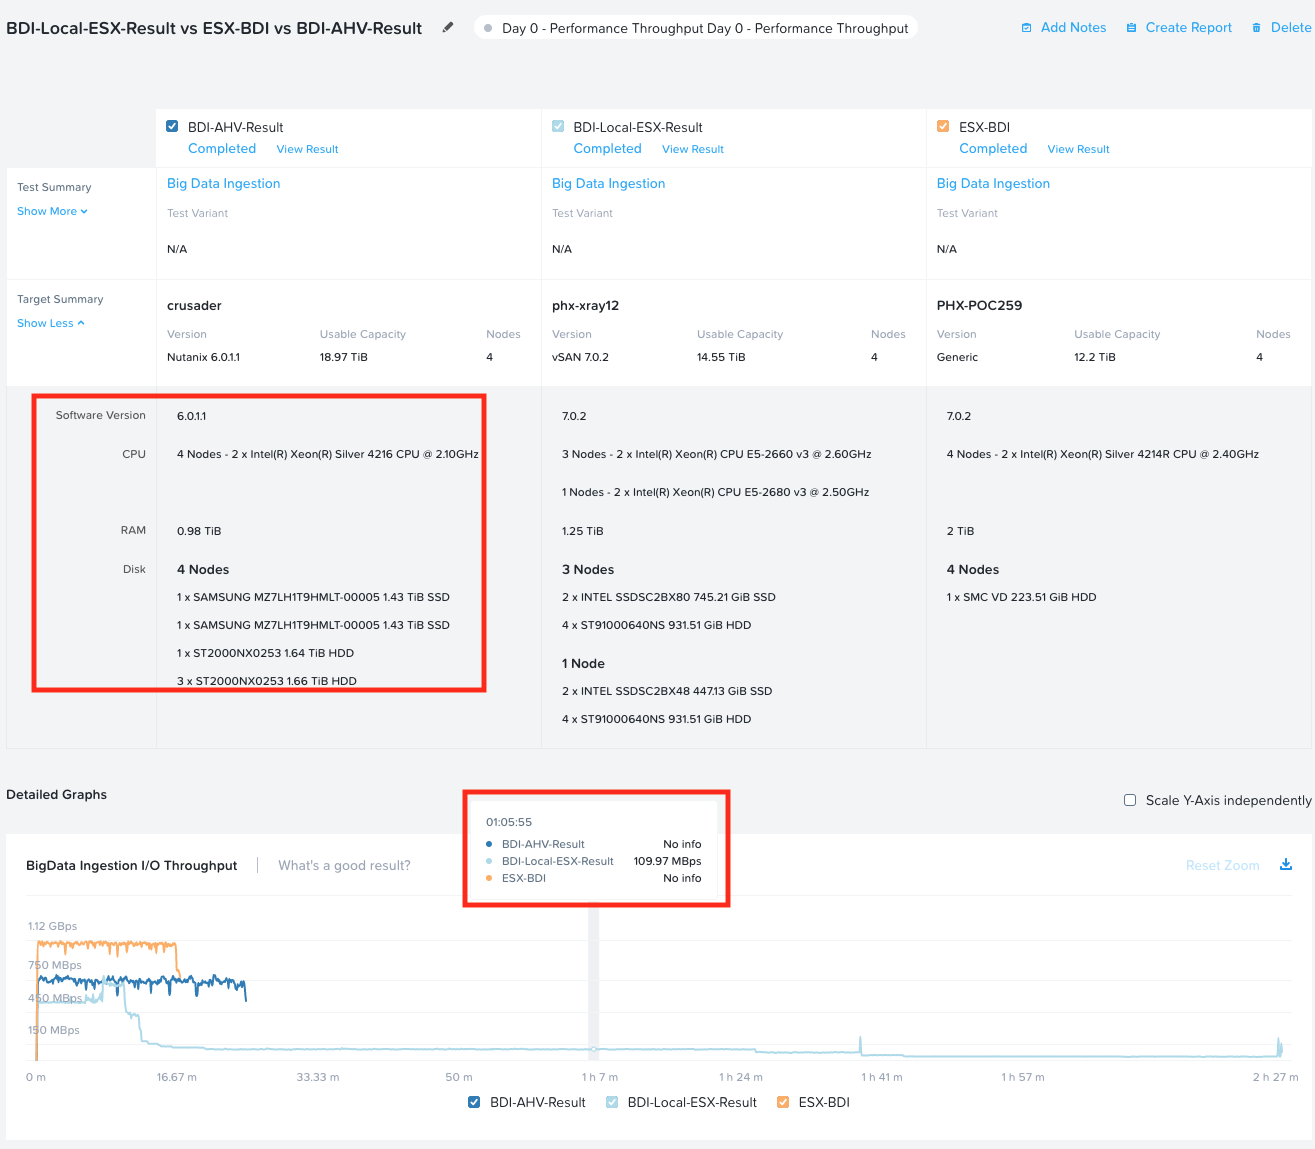 BDI-Local-ESX-Result vs ESX-BDI vs BDI-AHV-Result
Day 0 - Performance Throughput Day 0 - Performance Throughput
Add Notes
Create Report
Delete
BDI-AHV-Result
Completed View Result
BDI-Local-ESX-Result
Completed View Result
ESX-BDI
Completed View Result
Test Summary
Show More
Big Data Ingestion
Test Variant
N/A
Big Data Ingestion
Test Variant
N/A
Big Data Ingestion
Test Variant
N/A
Target Summary
Show Less
crusader
Version Usable Capacity Nodes
Nutanix 6.0.1.1 18.97 TiB 4
phx-xray12
Version Usable Capacity Nodes
vSAN 7.0.2 14.55 TiB 4
PHX-POC259
Version Usable Capacity Nodes
Generic 12.2 TiB 4
Software Version 6.0.1.1 7.0.2 7.0.2
CPU 4 Nodes - 2 x Intel(R) Xeon(R) Silver 4216 CPU @ 2.10GHz
3 Nodes - 2 x Intel(R) Xeon(R) CPU E5-2660 v3 @ 2.60GHz
1 Nodes - 2 x Intel(R) Xeon(R) CPU E5-2680 v3 @ 2.50GHz
4 Nodes - 2 x Intel(R) Xeon(R) Silver 4214R CPU @ 2.40GHz
RAM 0.98 TiB 1.25 TiB 2 TiB
Disk
4 Nodes
1 x SAMSUNG MZ7LH1T9HMLT-00005 1.43 TiB SSD
1 x SAMSUNG MZ7LH1T9HMLT-00005 1.43 TiB SSD
1 x ST2000NX0253 1.64 TiB HDD
3 x ST2000NX0253 1.66 TiB HDD
3 Nodes
2 x INTEL SSDSC2BX80 745.21 GiB SSD
4 x ST91000640NS 931.51 GiB HDD
1 Node
2 x INTEL SSDSC2BX48 447.13 GiB SSD
4 x ST91000640NS 931.51 GiB HDD
4 Nodes
1 x SMC VD 223.51 GiB HDD
Detailed Graphs
Scale Y-Axis independently
01:05:55
BDI-AHV-Result No info
BDI-Local-ESX-Result 109.97 MBps
ESX-BDI No info
BigData Ingestion I/O Throughput
What's a good result?
Reset Zoom
1.12 GBps
750 MBps
450 MBps
150 MBps
0 m 16.67 m 33.33 m 50 m 1 h 7 m 1 h 24 m 1 h 41 m 1 h 57 m 2 h 27 m
BDI-AHV-Result BDI-Local-ESX-Result ESX-BDI